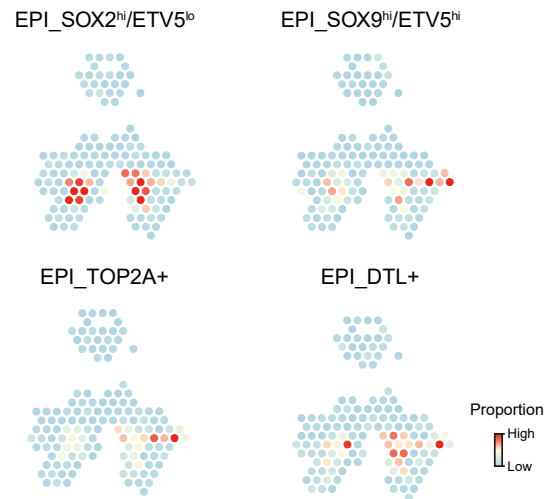 EPI_SOX2ʰⁱ/ETV5ˡᵒ
EPI_SOX9ʰⁱ/ETV5ʰⁱ
EPI_TOP2A+
EPI_DTL+
Proportion
High
Low